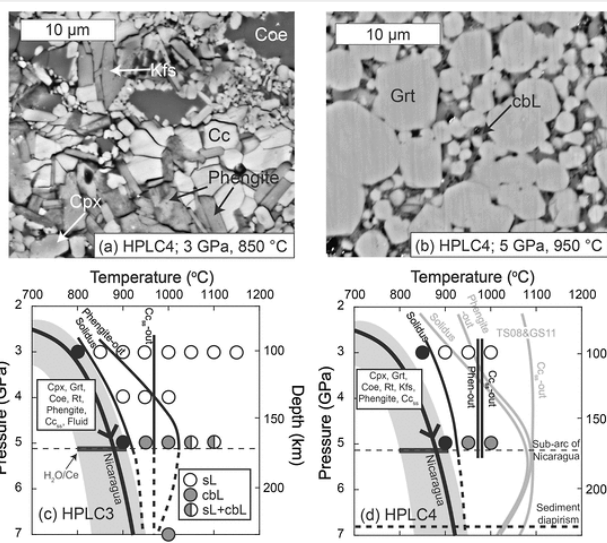 10 µm
Coe
Kfs
Cc
Phengite
Cpx
(a) HPLC4; 3 GPa, 850 °C
10 µm
Grt
cbL
(b) HPLC4; 5 GPa, 950 °C
Temperature (°C)
700 800 900 1000 1100 1200
Pressure (GPa)
2
3
4
5
6
7
Solidus
Phengite-out
Ccss-out
Cpx, Grt,
Coe, Rt,
Phengite,
Ccss, Fluid
H2O/Ce
Nicaragua
sL
cbL
sL+cbL
(c) HPLC3
100
150
200
Depth (km)
Temperature (°C)
700 800 900 1000 1100 1200
Pressure (GPa)
2
3
4
5
6
7
Solidus
Solidus
Phengite
-out
TS08&GS11
Ccss-out
Cpx, Grt,
Coe, Rt, Kfs,
Phengite, Ccss
Phen-out
Ccss-out
Nicaragua
Sub-arc of
Nicaragua
Sediment
diapirism
(d) HPLC4
100
150
200